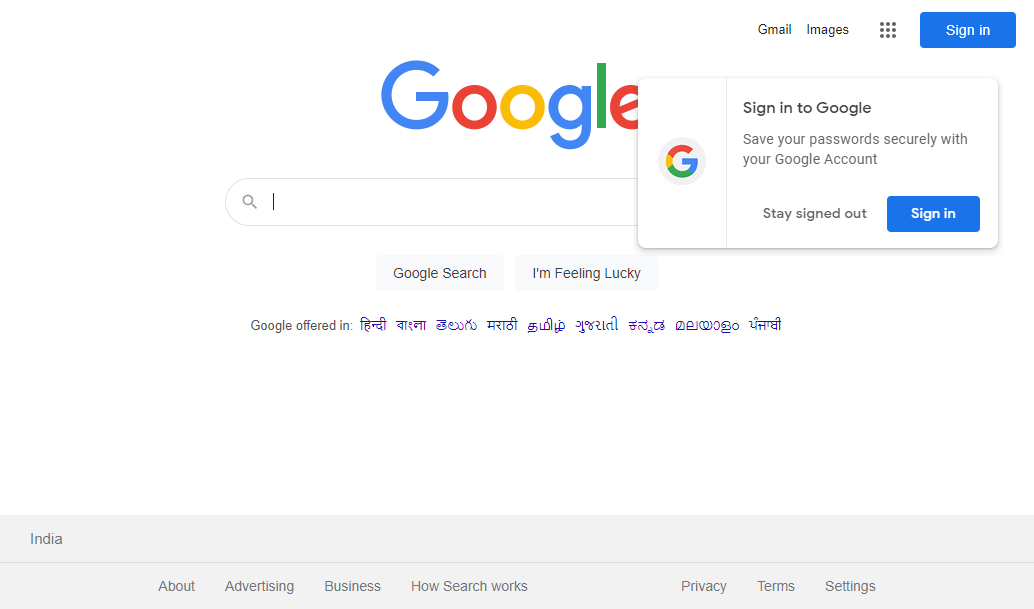 Gmail Images Sign in
Google
Sign in to Google
Save your passwords securely with
your Google Account
Stay signed out Sign in
Google Search I'm Feeling Lucky
Google offered in: हिन्दी বাংলা తెలుగు मराठी தமிழ் ગુજરાતી ಕನ್ನಡ മലയാളം ਪੰਜਾਬੀ
India
About Advertising Business How Search works Privacy Terms Settings